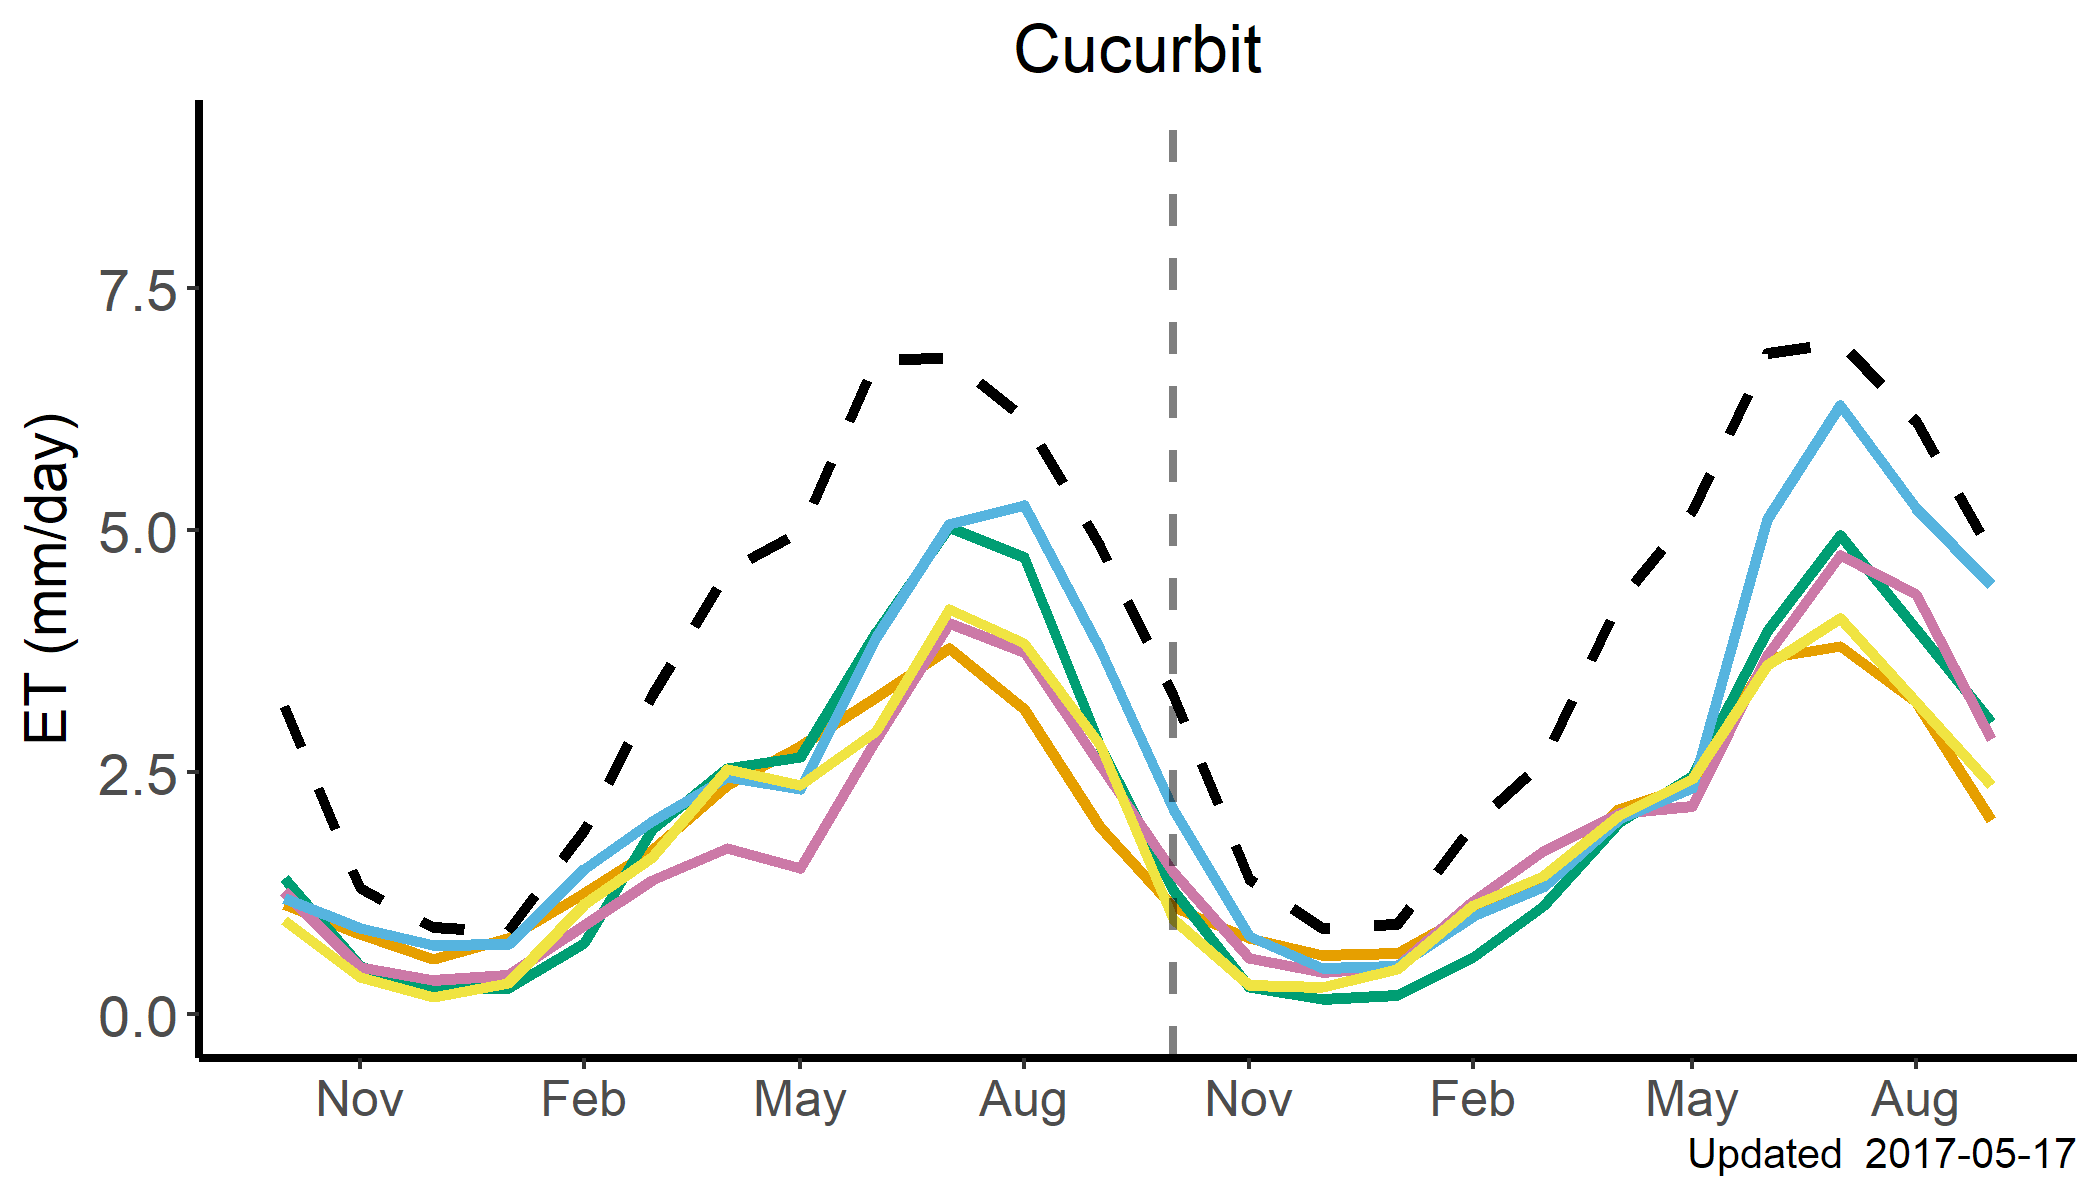 Cucurbit
ET (mm/day)
7.5
5.0
2.5
0.0
Nov Feb May Aug Nov Feb May Aug
Updated 2017-05-17